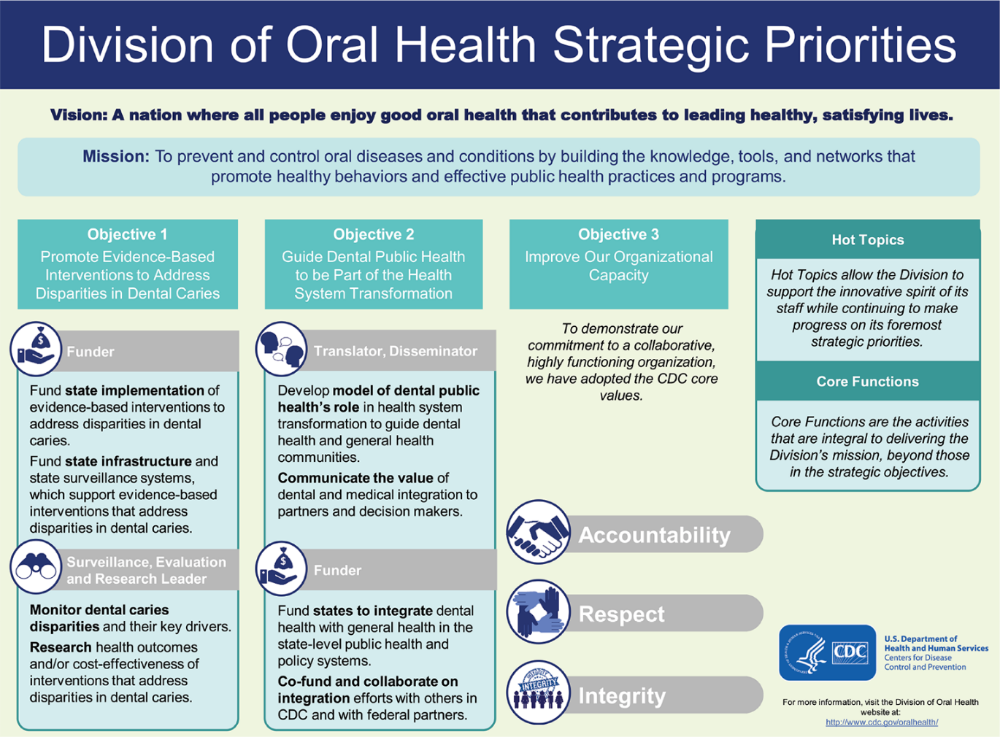 Division of Oral Health Strategic Priorities
Vision: A nation where all people enjoy good oral health that contributes to leading healthy, satisfying lives.
Mission: To prevent and control oral diseases and conditions by building the knowledge, tools, and networks that
promote healthy behaviors and effective public health practices and programs.
Objective 1
Promote Evidence-Based
Interventions to Address
Disparities in Dental Caries
Funder
Fund state implementation of
evidence-based interventions to
address disparities in dental
caries.
Fund state infrastructure and
state surveillance systems,
which support evidence-based
interventions that address
disparities in dental caries.
Surveillance, Evaluation
and Research Leader
Monitor dental caries
disparities and their key drivers.
Research health outcomes
and/or cost-effectiveness of
interventions that address
disparities in dental caries.
Objective 2
Guide Dental Public Health
to be Part of the Health
System Transformation
Translator, Disseminator
Develop model of dental public
health’s role in health system
transformation to guide dental
health and general health
communities.
Communicate the value of
dental and medical integration to
partners and decision makers.
Funder
Fund states to integrate dental
health with general health in the
state-level public health and
policy systems.
Co-fund and collaborate on
integration efforts with others in
CDC and with federal partners.
Objective 3
Improve Our Organizational
Capacity
To demonstrate our
commitment to a collaborative,
highly functioning organization,
we have adopted the CDC core
values.
Accountability
Respect
INTEGRITY
Integrity
Hot Topics
Hot Topics allow the Division to
support the innovative spirit of its
staff while continuing to make
progress on its foremost
strategic priorities.
Core Functions
Core Functions are the activities
that are integral to delivering the
Division’s mission, beyond those
in the strategic objectives.
CDC
U.S. Department of
Health and Human Services
Centers for Disease
Control and Prevention
For more information, visit the Division of Oral Health
website at:
http://www.cdc.gov/oralhealth/